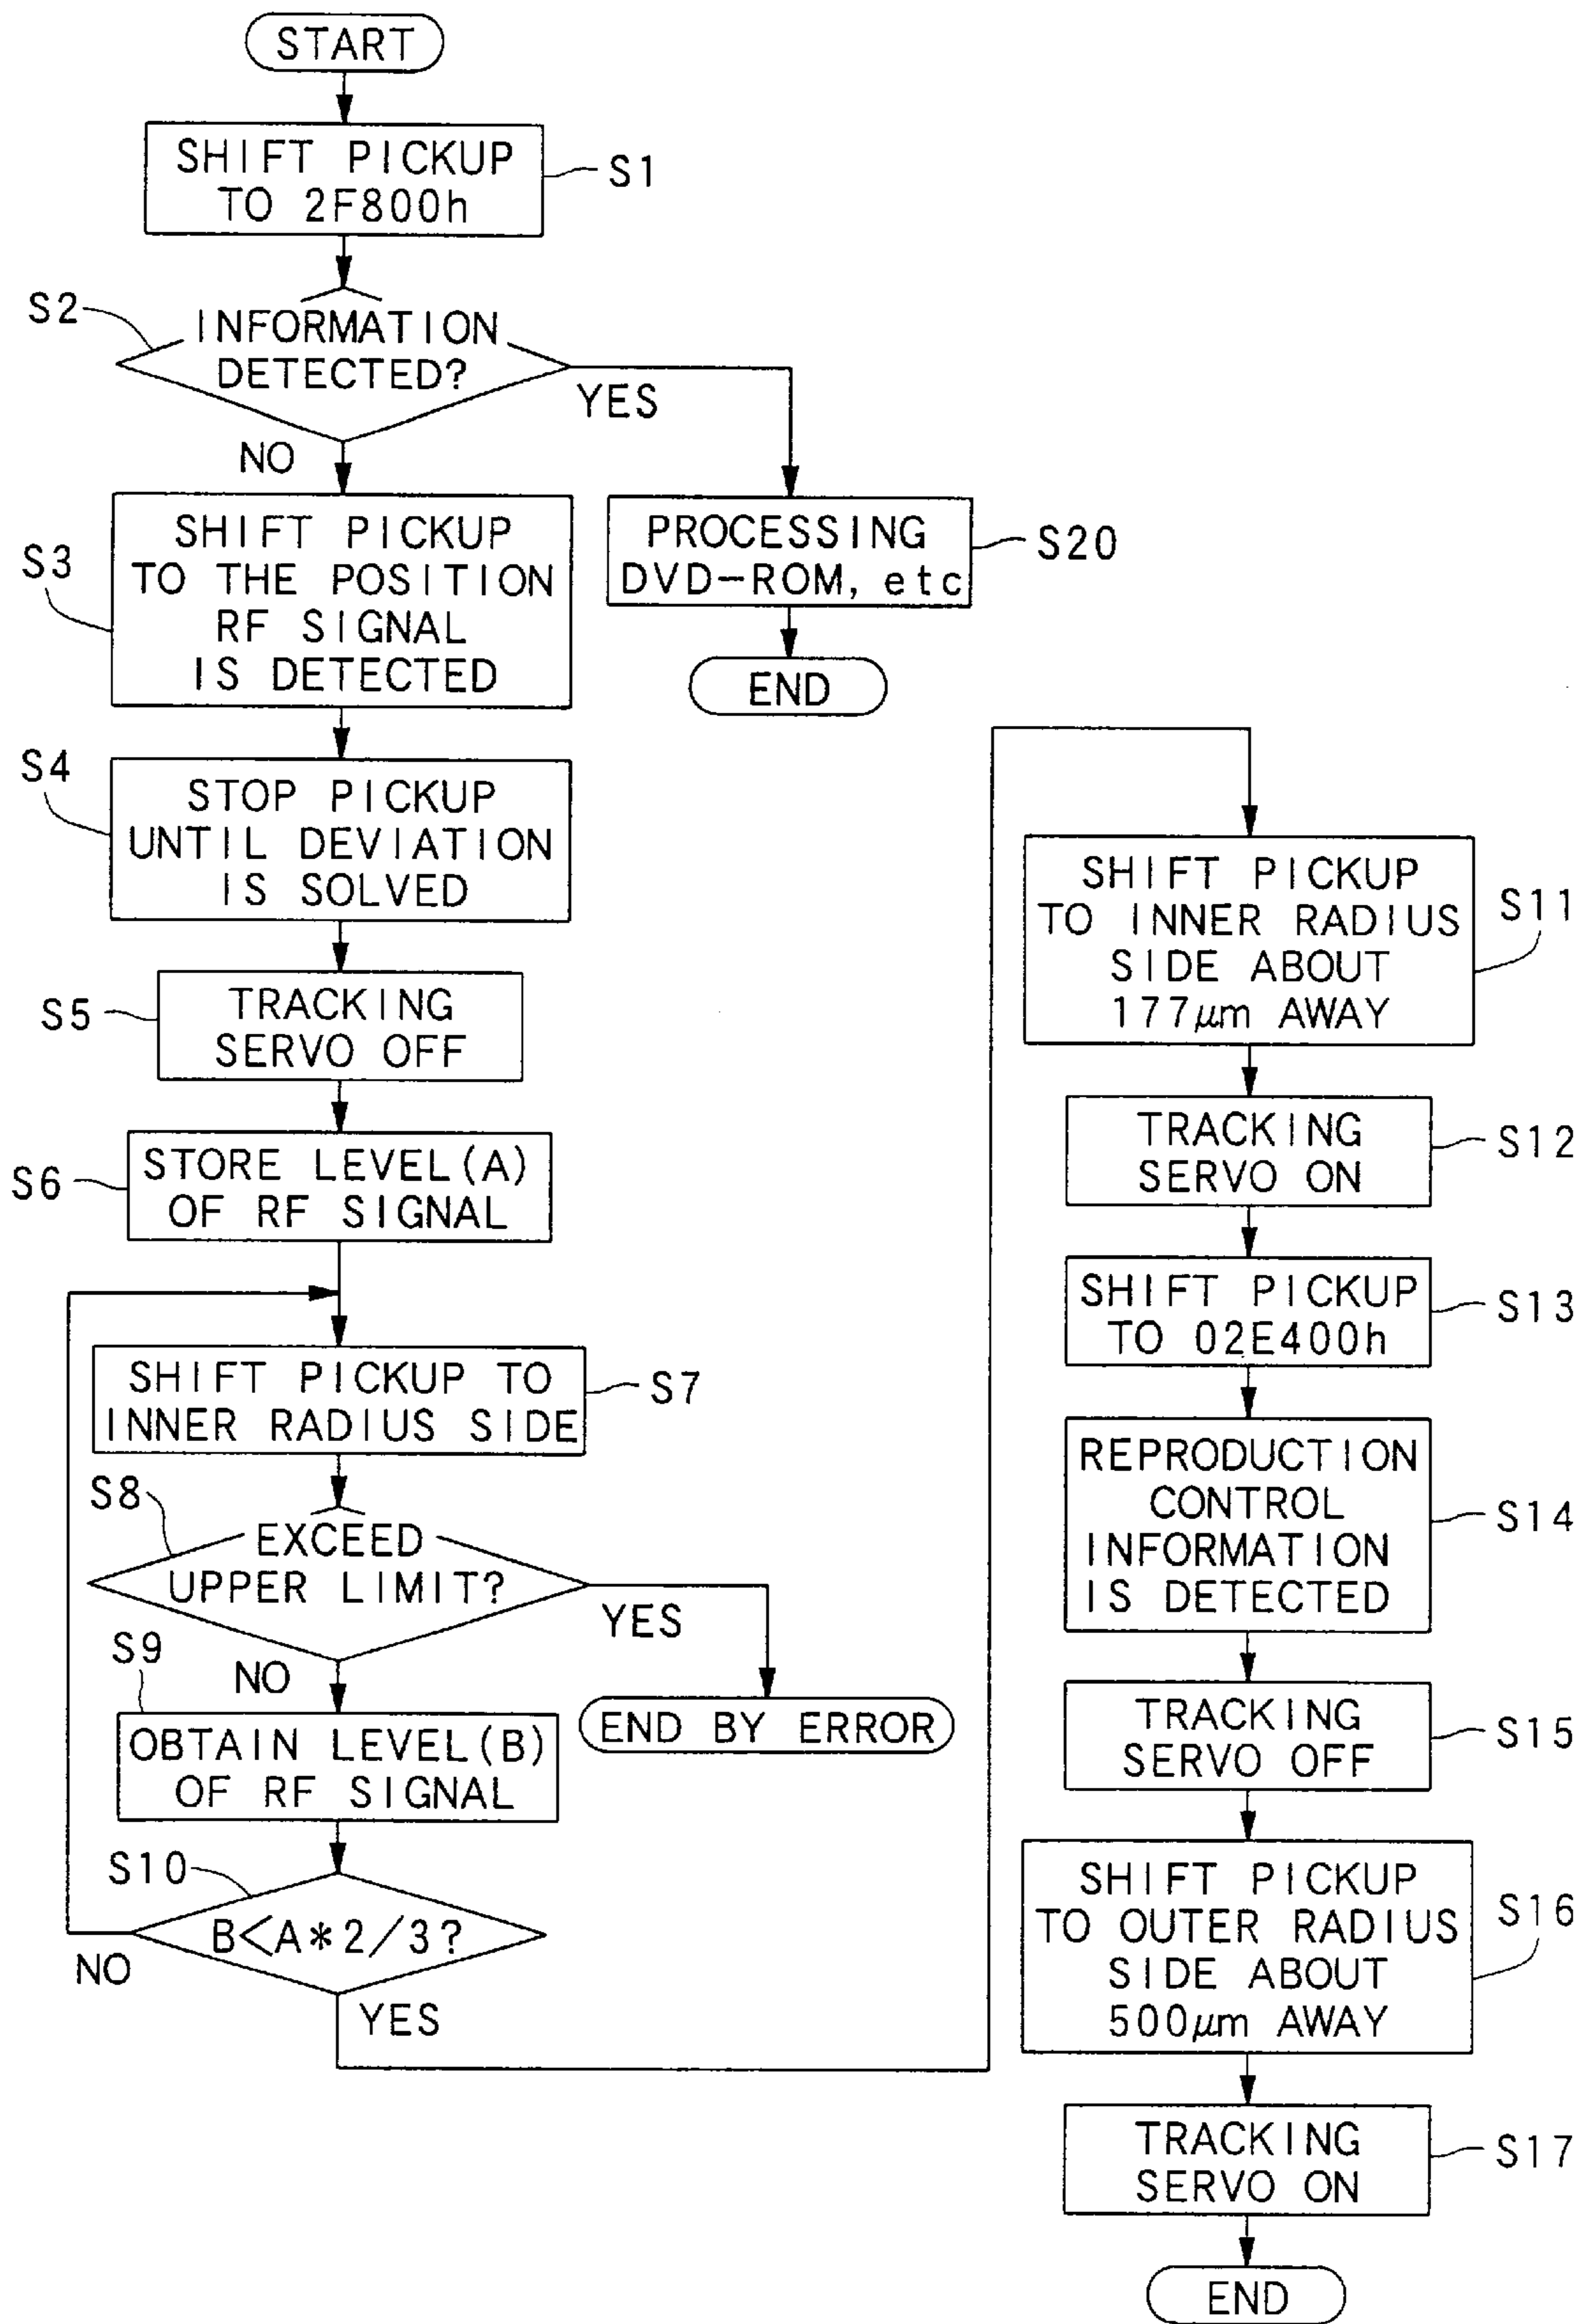 START
SHIFT PICKUP
TO 2F800h
S1
S2
INFORMATION
DETECTED?
YES
NO
SHIFT PICKUP
TO THE POSITION
RF SIGNAL
IS DETECTED
S3
PROCESSING
DVD-ROM, etc
S20
END
S4
STOP PICKUP
UNTIL DEVIATION
IS SOLVED
S5
TRACKING
SERVO OFF
S6
STORE LEVEL(A)
OF RF SIGNAL
SHIFT PICKUP TO
INNER RADIUS SIDE
S7
S8
EXCEED
UPPER LIMIT?
YES
NO
END BY ERROR
S9
OBTAIN LEVEL(B)
OF RF SIGNAL
S10
B<A*2/3?
NO
YES
SHIFT PICKUP
TO INNER RADIUS
SIDE ABOUT
177μm AWAY
S11
TRACKING
SERVO ON
S12
SHIFT PICKUP
TO 02E400h
S13
REPRODUCTION
CONTROL
INFORMATION
IS DETECTED
S14
TRACKING
SERVO OFF
S15
SHIFT PICKUP
TO OUTER RADIUS
SIDE ABOUT
500μm AWAY
S16
TRACKING
SERVO ON
S17
END